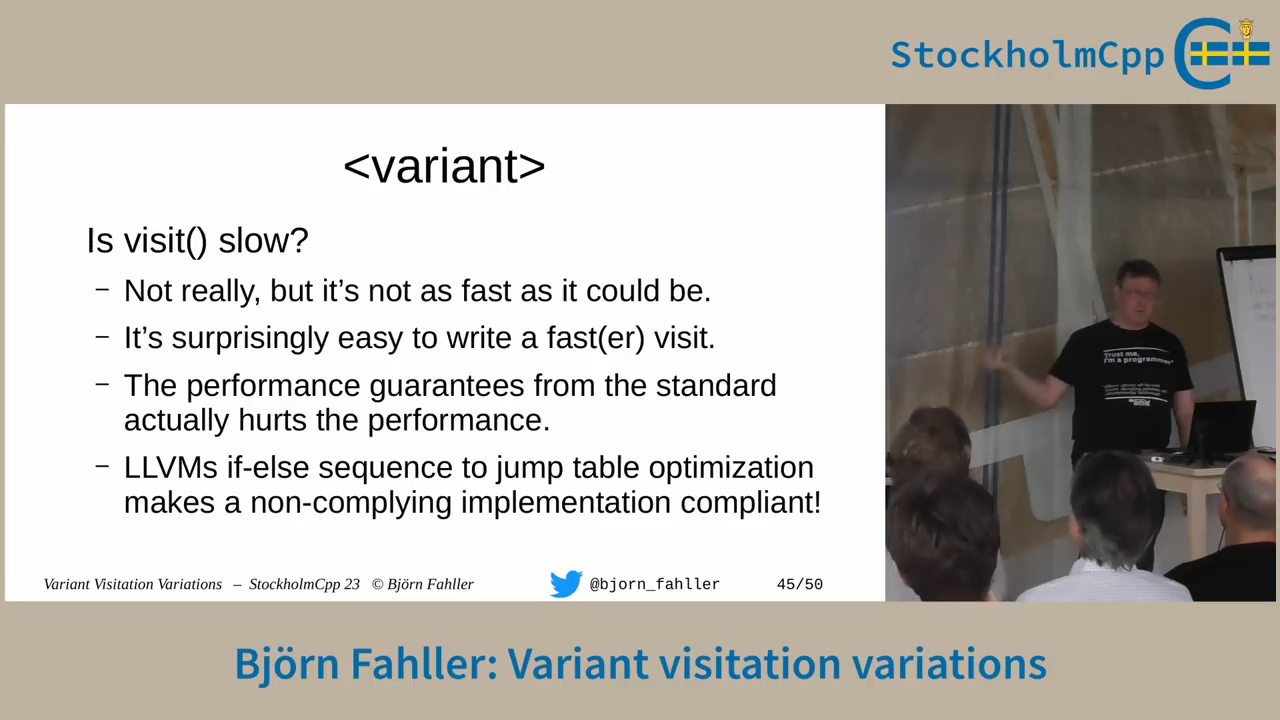 StockholmCpp
<variant>
Is visit() slow?
– Not really, but it’s not as fast as it could be.
– It’s surprisingly easy to write a fast(er) visit.
– The performance guarantees from the standard
actually hurts the performance.
– LLVMs if-else sequence to jump table optimization
makes a non-complying implementation compliant!
Trust me,
I'm a programmer
Variant Visitation Variations – StockholmCpp 23 © Björn Fahller
@bjorn_fahller
45/50
Björn Fahller: Variant visitation variations